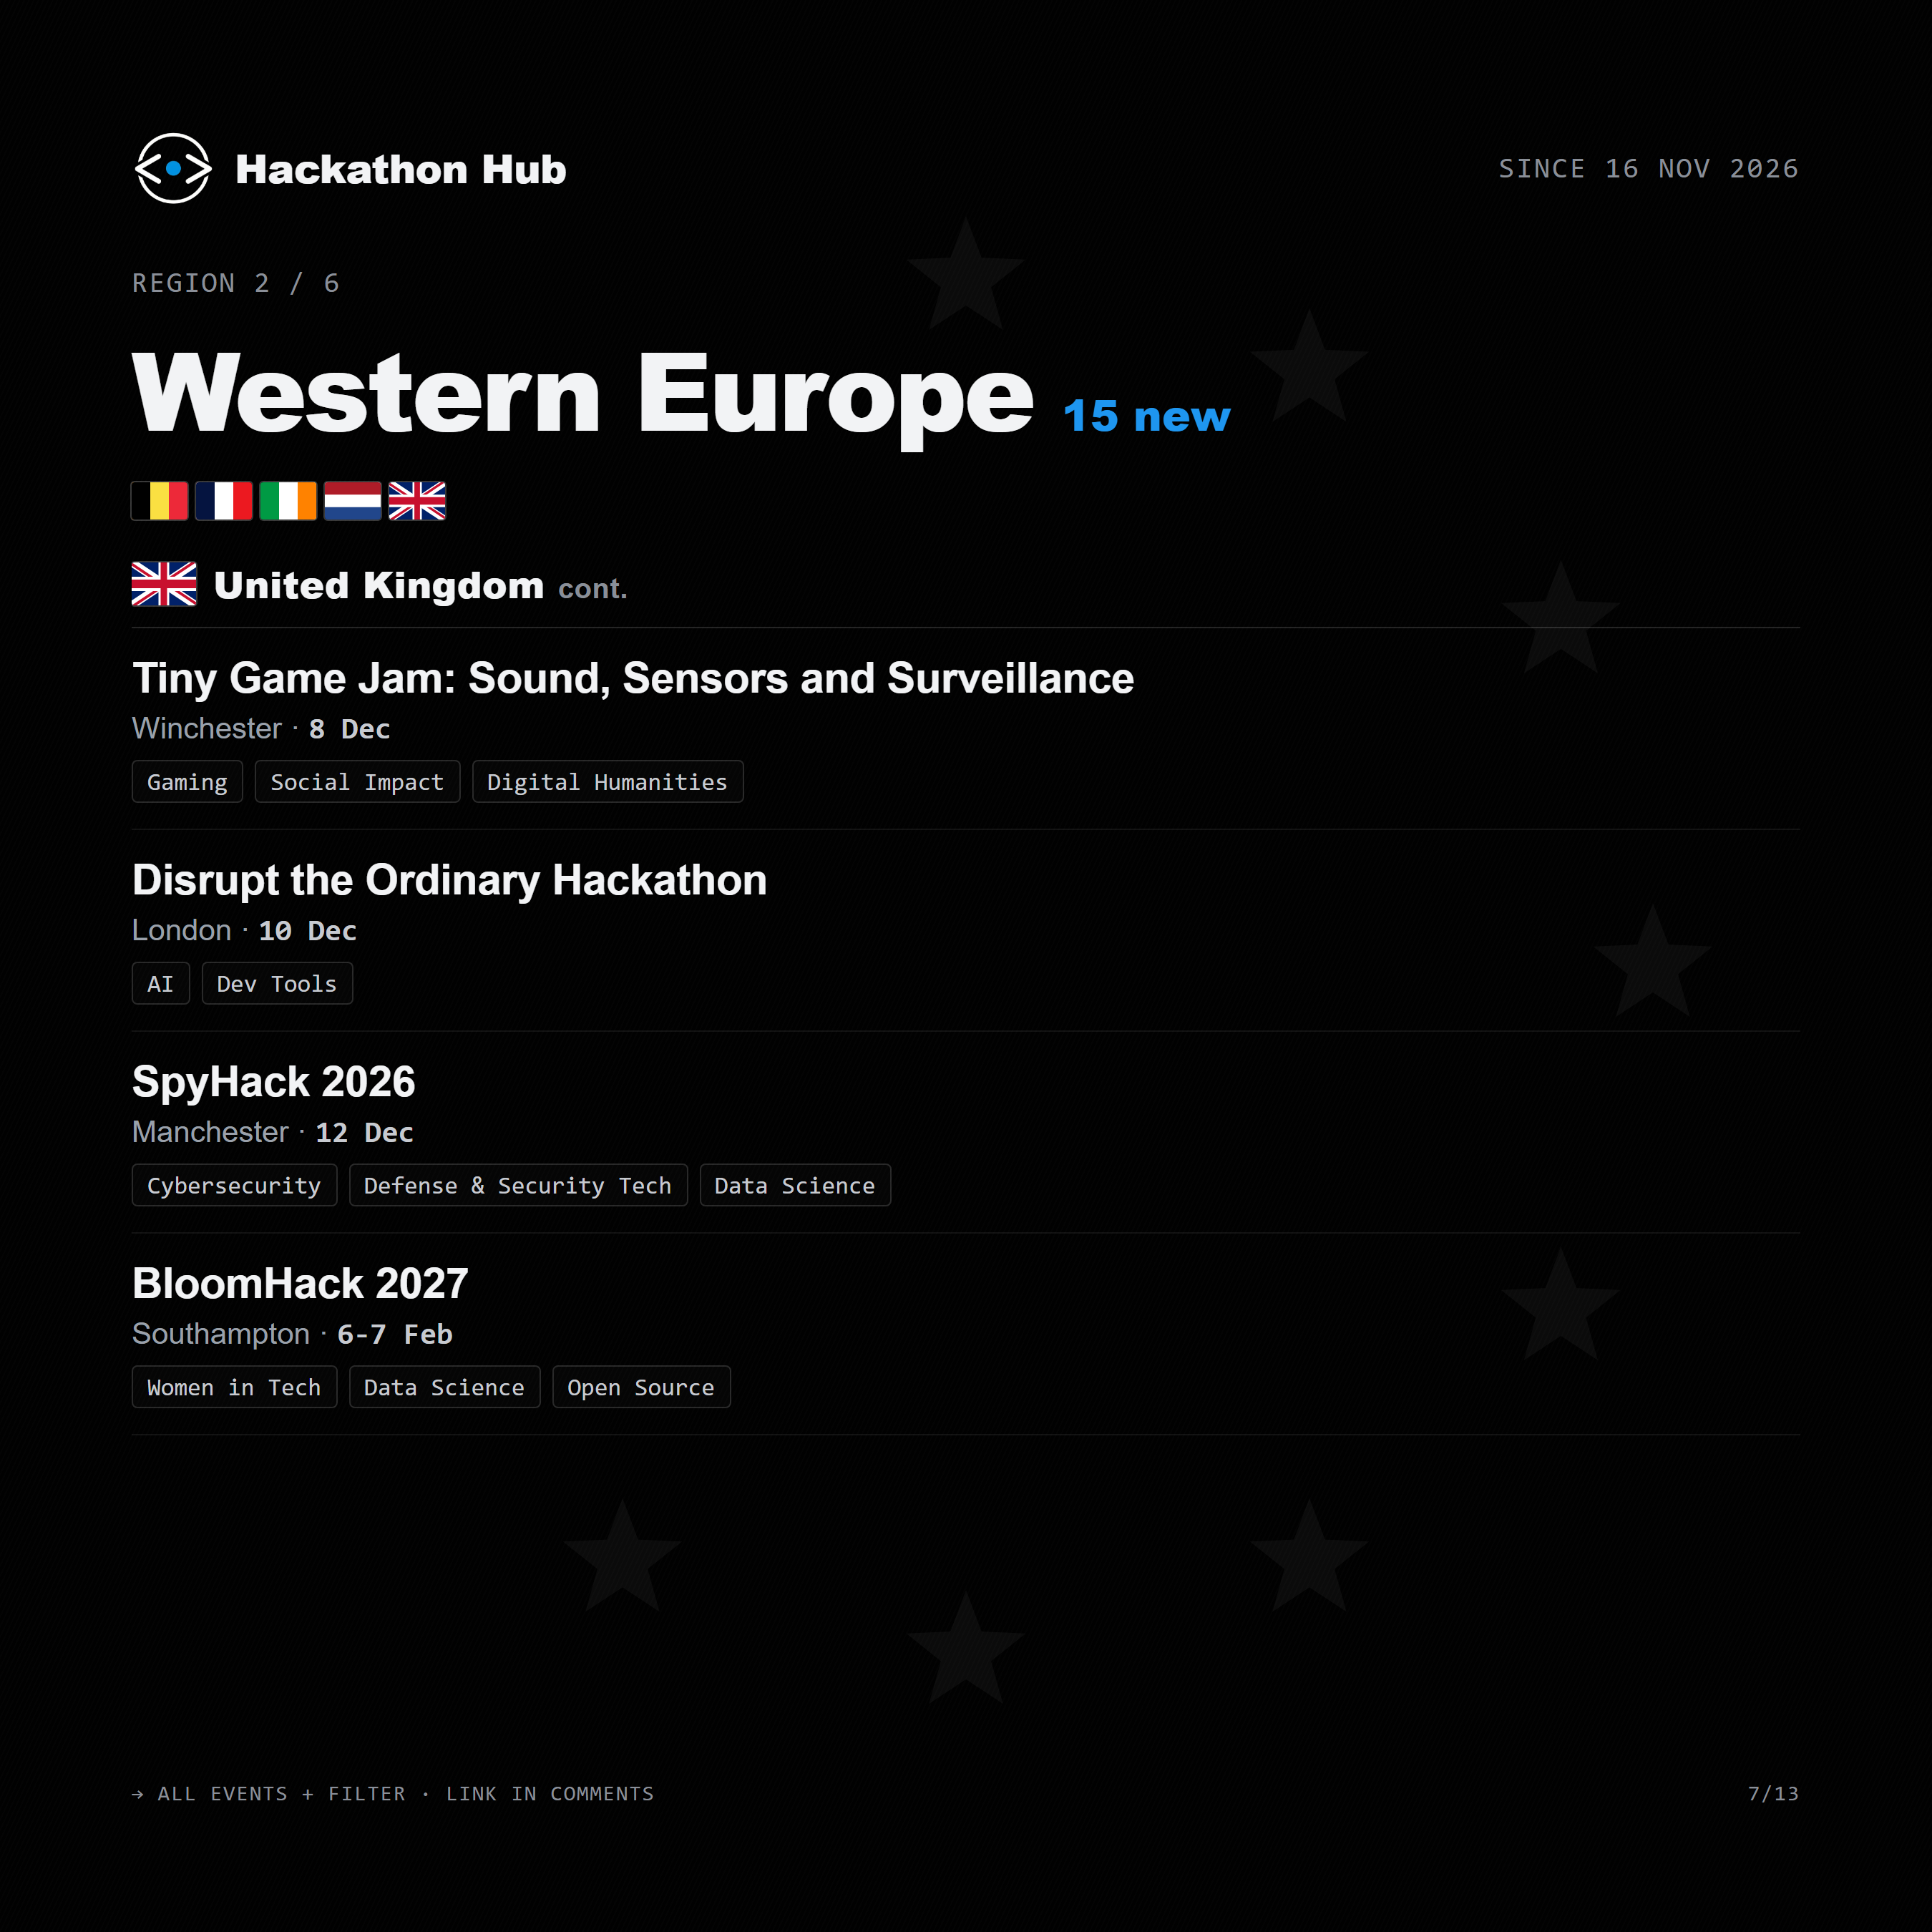 Hackathon Hub
SINCE 16 NOV 2026
REGION 2 / 6
Western Europe 15 new
United Kingdom cont.
Tiny Game Jam: Sound, Sensors and Surveillance
Winchester · 8 Dec
Gaming Social Impact Digital Humanities
Disrupt the Ordinary Hackathon
London · 10 Dec
AI Dev Tools
SpyHack 2026
Manchester · 12 Dec
Cybersecurity Defense & Security Tech Data Science
BloomHack 2027
Southampton · 6-7 Feb
Women in Tech Data Science Open Source
→ ALL EVENTS + FILTER · LINK IN COMMENTS
7/13